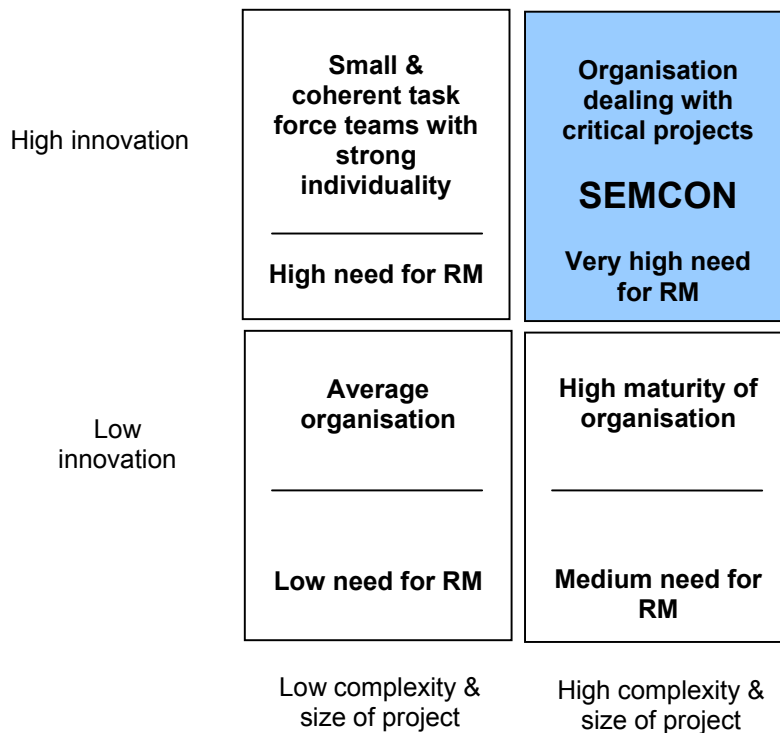 High innovation
Small &
coherent task
force teams with
strong
individuality
High need for RM
Organisation
dealing with
critical projects
SEMCON
Very high need
for RM
Low
innovation
Average
organisation
Low need for RM
High maturity of
organisation
Medium need for
RM
Low complexity &
size of project
High complexity &
size of project